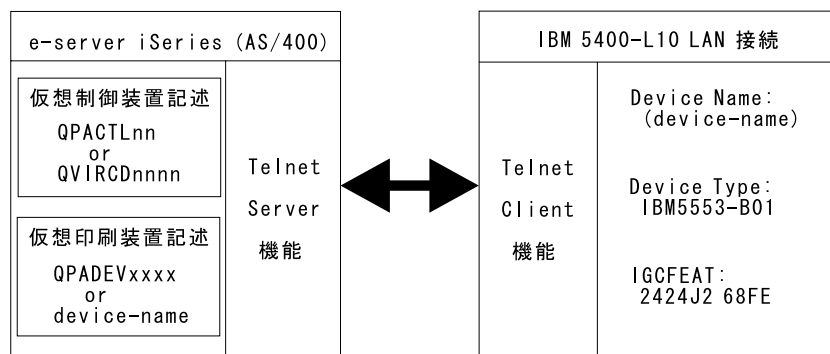 e-server iSeries (AS/400)
仮想制御装置記述
QPACTLnn
or
QVIRCDnnnn
仮想印刷装置記述
QPADEVxxxx
or
device-name
Telnet
Server
機能
IBM 5400-L10 LAN 接続
Telnet
Client
機能
Device Name:
(device-name)
Device Type:
IBM5553-B01
IGCFEAT:
2424J2 68FE